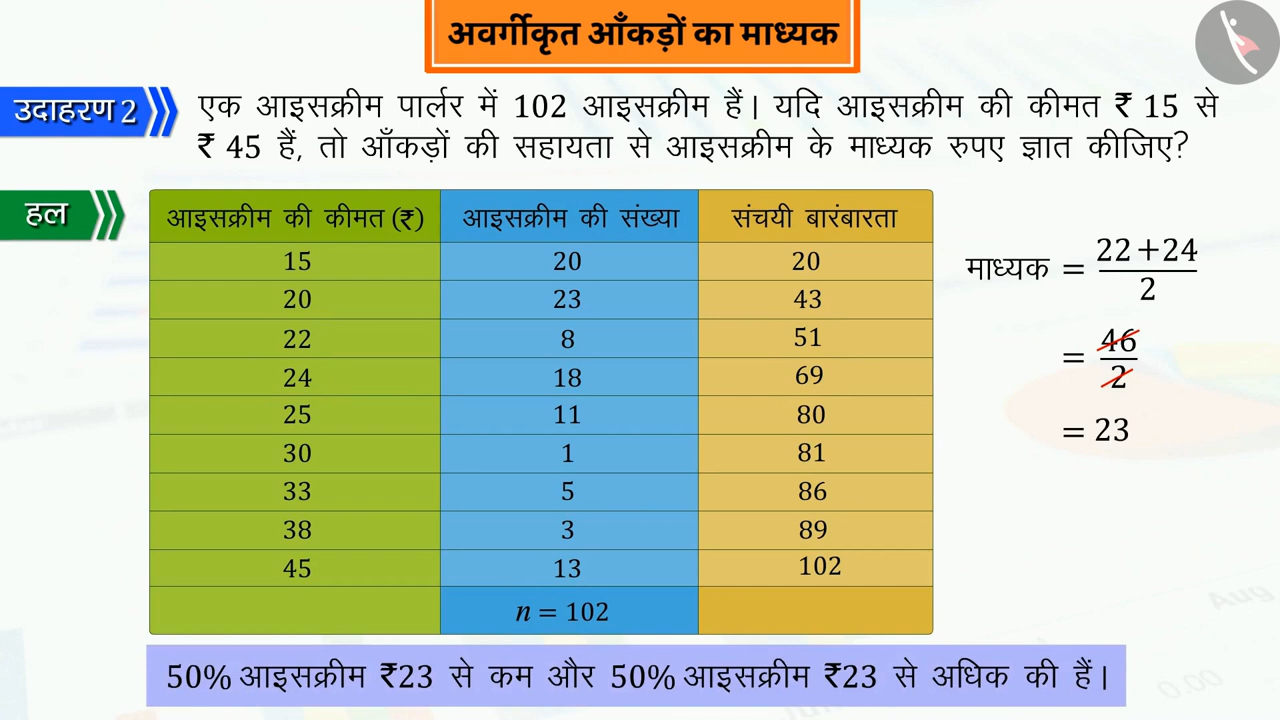 अवर्गीकृत आँकड़ों का माध्यक
उदाहरण 2
एक आइसक्रीम पार्लर में 102 आइसक्रीम हैं। यदि आइसक्रीम की कीमत ₹ 15 से
₹ 45 हैं, तो आँकड़ों की सहायता से आइसक्रीम के माध्यक रुपए ज्ञात कीजिए?
हल
आइसक्रीम की कीमत (₹) आइसक्रीम की संख्या संचयी बारंबारता
15 20 20
20 23 43
22 8 51
24 18 69
25 11 80
30 1 81
33 5 86
38 3 89
45 13 102
n = 102
माध्यक = 22+24/2
= 46/2
= 23
50% आइसक्रीम ₹23 से कम और 50% आइसक्रीम ₹23 से अधिक की हैं।